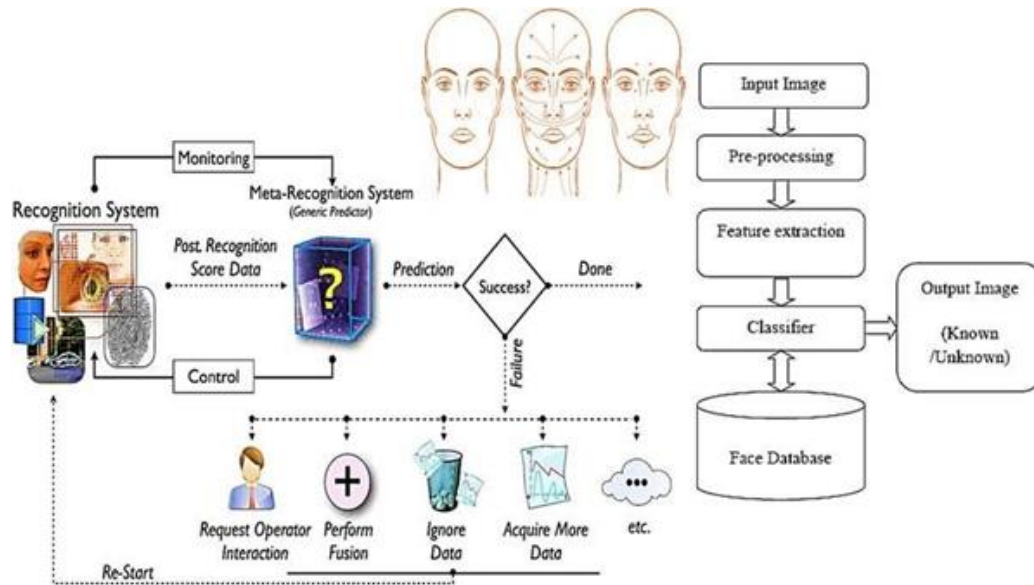 Monitoring
Meta-Recognition System
(Generic Predictor)
Recognition System
Post. Recognition
Score Data
?
Prediction
Success?
Done
Control
Failure
+
Request Operator
Interaction
Perform
Fusion
Ignore
Data
Acquire More
Data
etc.
Re-Start
Input Image
Pre-processing
Feature extraction
Classifier
Output Image
(Known
/Unknown)
Face Database